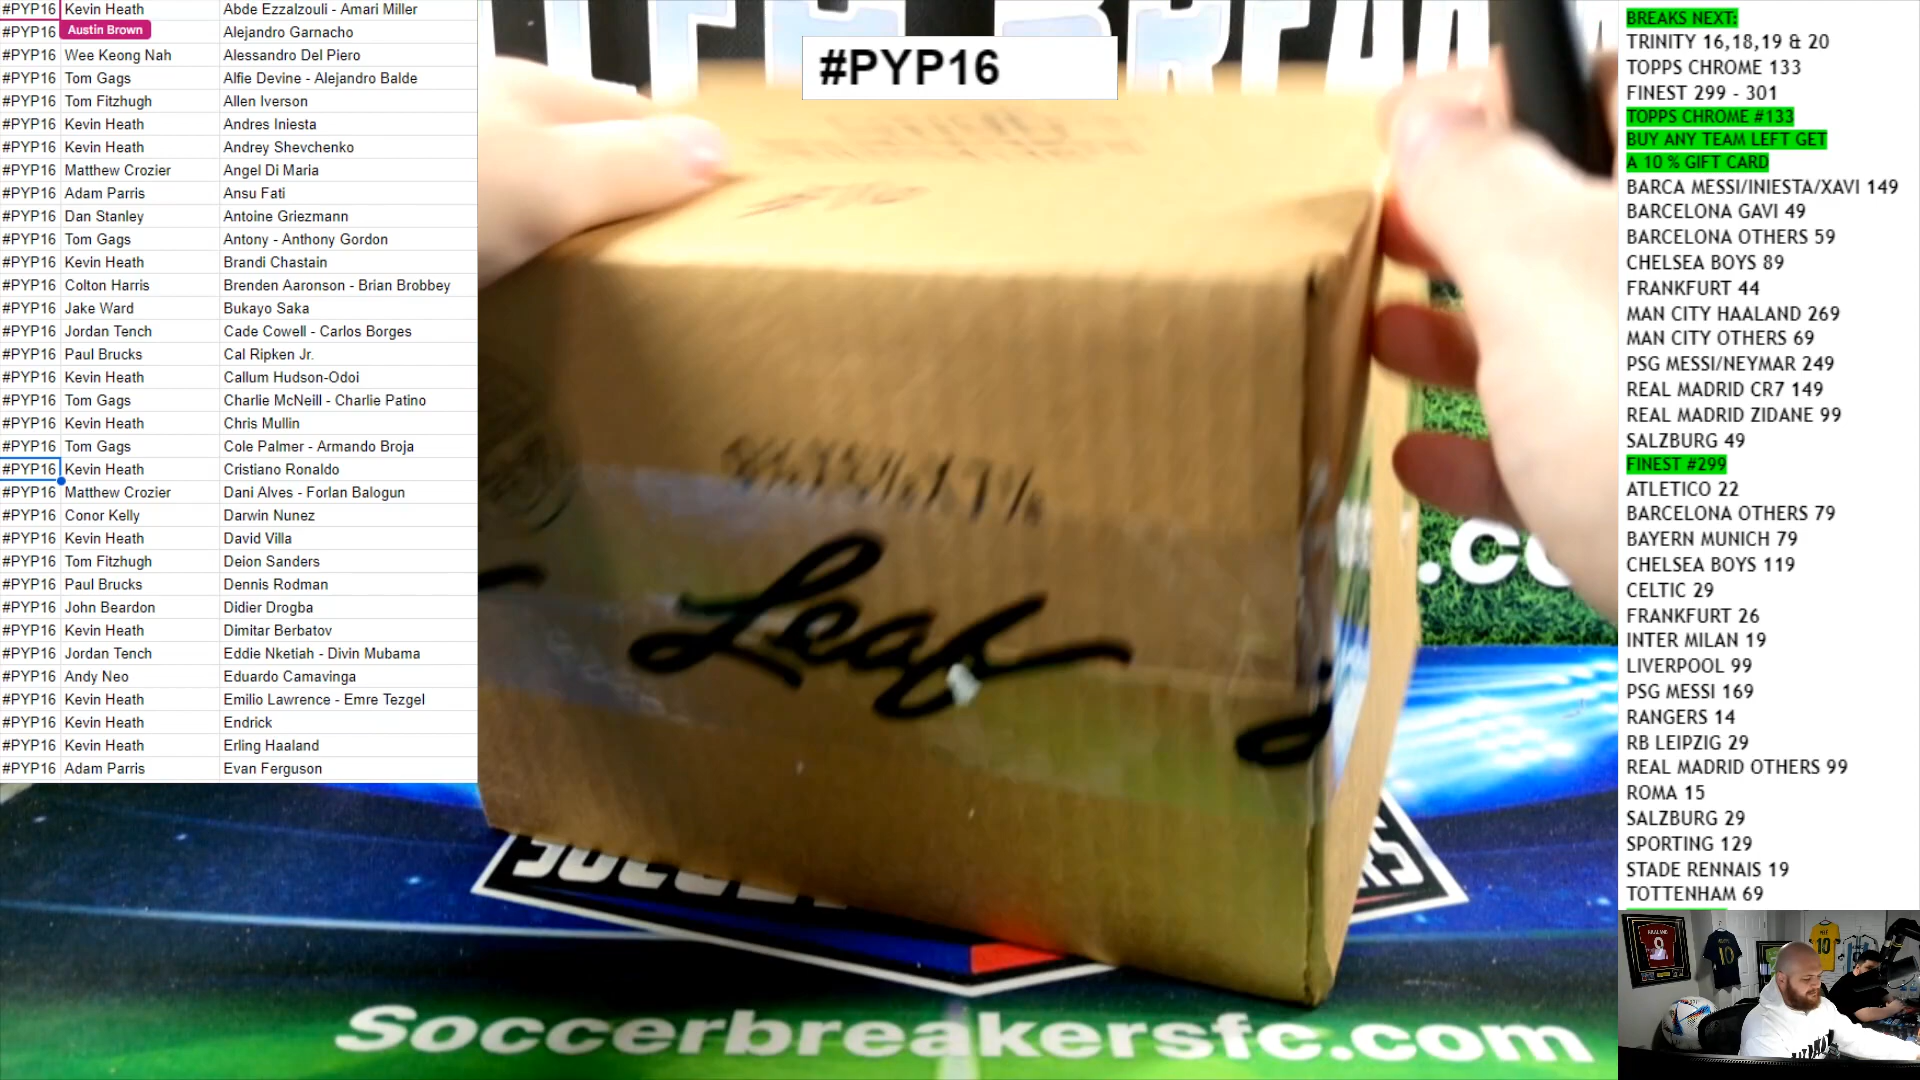 #PYP16 Kevin Heath Abde Ezzalzouli - Amari Miller
#PYP16 Austin Brown Alejandro Garnacho
#PYP16 Wee Keong Nah Alessandro Del Piero
#PYP16 Tom Gags Alfie Devine - Alejandro Balde
#PYP16 Tom Fitzhugh Allen Iverson
#PYP16 Kevin Heath Andres Iniesta
#PYP16 Kevin Heath Andrey Shevchenko
#PYP16 Matthew Crozier Angel Di Maria
#PYP16 Adam Parris Ansu Fati
#PYP16 Dan Stanley Antoine Griezmann
#PYP16 Tom Gags Antony - Anthony Gordon
#PYP16 Kevin Heath Brandi Chastain
#PYP16 Colton Harris Brenden Aaronson - Brian Brobbey
#PYP16 Jake Ward Bukayo Saka
#PYP16 Jordan Tench Cade Cowell - Carlos Borges
#PYP16 Paul Brucks Cal Ripken Jr.
#PYP16 Kevin Heath Callum Hudson-Odoi
#PYP16 Tom Gags Charlie McNeill - Charlie Patino
#PYP16 Kevin Heath Chris Mullin
#PYP16 Tom Gags Cole Palmer - Armando Broja
#PYP16 Kevin Heath Cristiano Ronaldo
#PYP16 Matthew Crozier Dani Alves - Forlan Balogun
#PYP16 Conor Kelly Darwin Nunez
#PYP16 Kevin Heath David Villa
#PYP16 Tom Fitzhugh Deion Sanders
#PYP16 Paul Brucks Dennis Rodman
#PYP16 John Beardon Didier Drogba
#PYP16 Kevin Heath Dimitar Berbatov
#PYP16 Jordan Tench Eddie Nketiah - Divin Mubama
#PYP16 Andy Neo Eduardo Camavinga
#PYP16 Kevin Heath Emilio Lawrence - Emre Tezgel
#PYP16 Kevin Heath Endrick
#PYP16 Kevin Heath Erling Haaland
#PYP16 Adam Parris Evan Ferguson
#PYP16
Leaf
Soccerbreakersfc.com
BREAKS NEXT:
TRINITY 16,18,19 & 20
TOPPS CHROME 133
FINEST 299 - 301
TOPPS CHROME #133
BUY ANY TEAM LEFT GET
A 10 % GIFT CARD
BARCA MESSI/INIESTA/XAVI 149
BARCELONA GAVI 49
BARCELONA OTHERS 59
CHELSEA BOYS 89
FRANKFURT 44
MAN CITY HAALAND 269
MAN CITY OTHERS 69
PSG MESSI/NEYMAR 249
REAL MADRID CR7 149
REAL MADRID ZIDANE 99
SALZBURG 49
FINEST #299
ATLETICO 22
BARCELONA OTHERS 79
BAYERN MUNICH 79
CHELSEA BOYS 119
CELTIC 29
FRANKFURT 26
INTER MILAN 19
LIVERPOOL 99
PSG MESSI 169
RANGERS 14
RB LEIPZIG 29
REAL MADRID OTHERS 99
ROMA 15
SALZBURG 29
SPORTING 129
STADE RENNAIS 19
TOTTENHAM 69